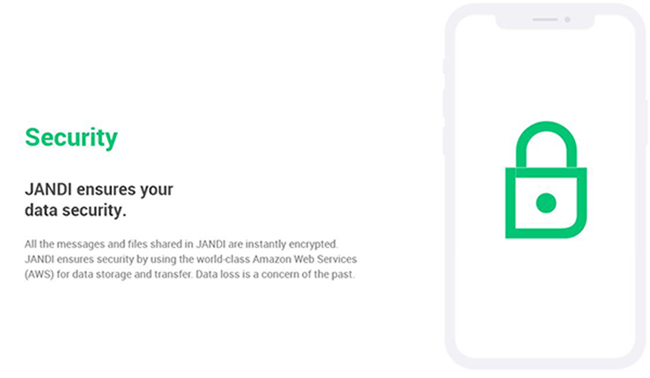 Security
JANDI ensures your
data security.
All the messages and files shared in JANDI are instantly encrypted.
JANDI ensures security by using the world-class Amazon Web Services
(AWS) for data storage and transfer. Data loss is a concern of the past.